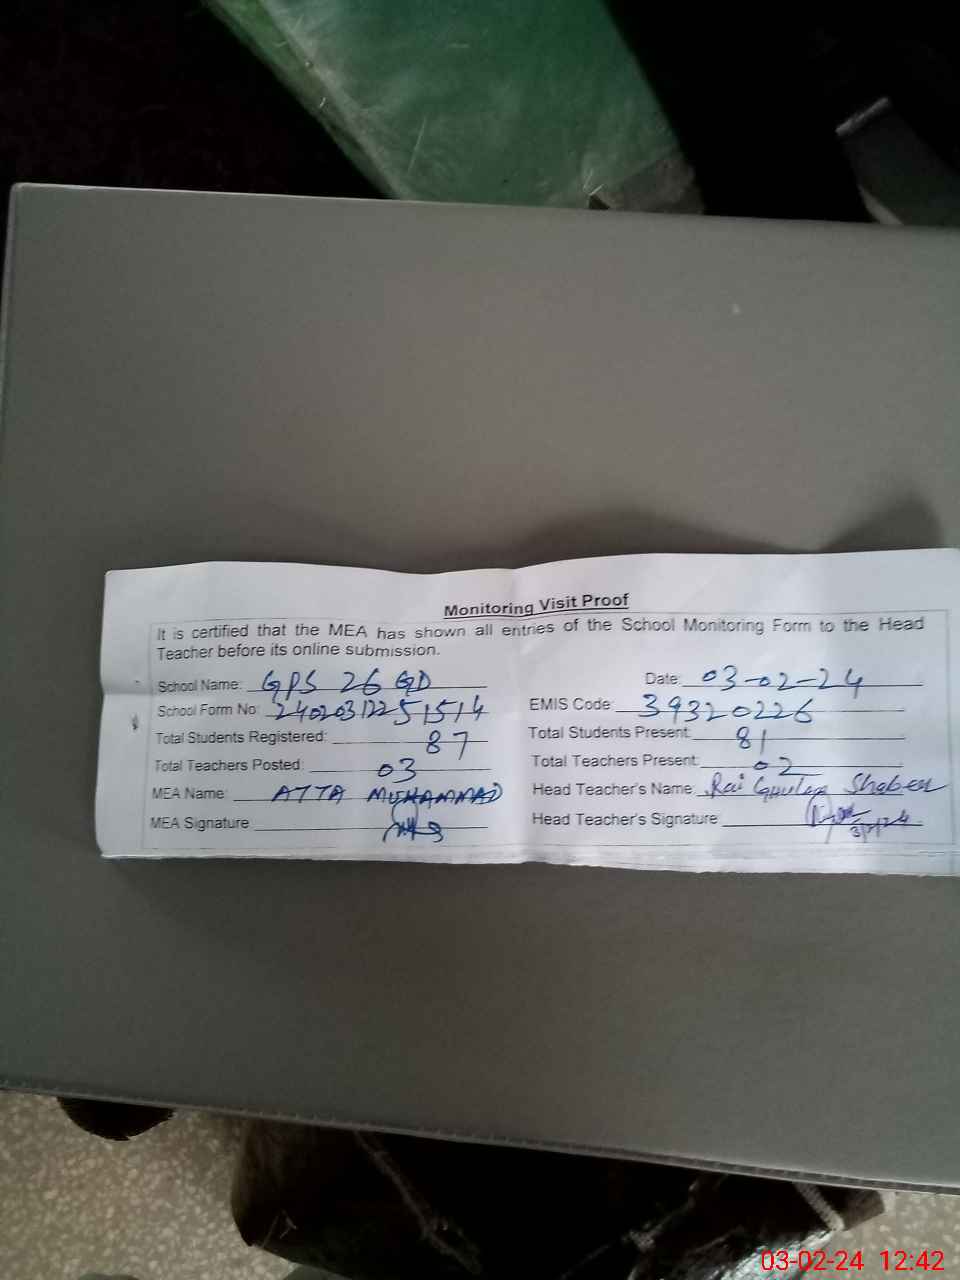 Monitoring Visit Proof
It is certified that the MEA has shown all entries of the School Monitoring Form to the Head
Teacher before its online submission.
School Name: GPS 26 GD Date: 03-02-24
School Form No: 24020312251514 EMIS Code: 39320226
Total Students Registered: 87 Total Students Present: 81
Total Teachers Posted: 03 Total Teachers Present: 02
MEA Name: ATTA MUHAMMAD Head Teacher's Name: Rai Ghulam Shabeer
MEA Signature Head Teacher's Signature 3/2/24
03-02-24 12:42